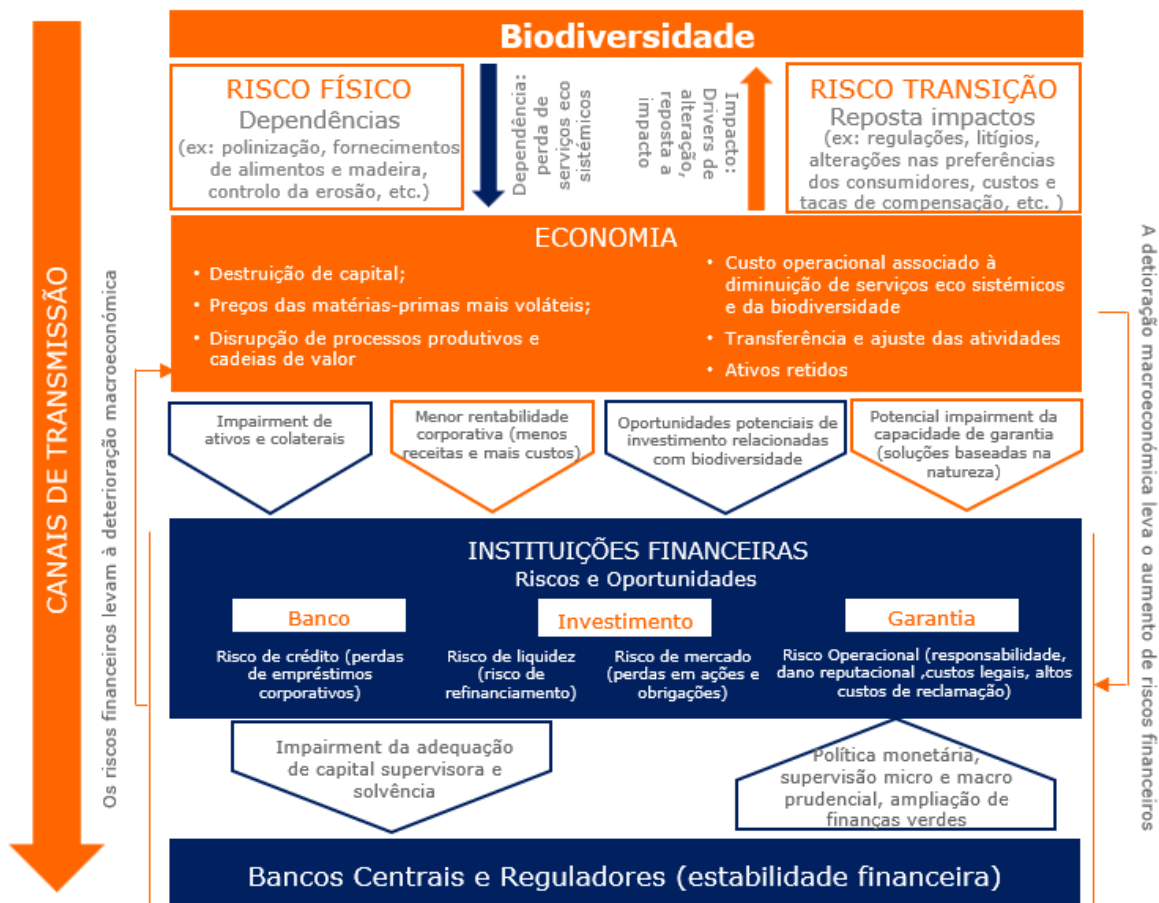 Biodiversidade
RISCO FÍSICO
Dependências
(ex: polinização, fornecimentos
de alimentos e madeira,
controlo da erosão, etc.)
Dependência:
perda de
serviços eco
sistémicos
Impacto:
Drivers de
alteração,
reposta a
impacto
RISCO TRANSIÇÃO
Reposta impactos
(ex: regulações, litígios,
alterações nas preferências
dos consumidores, custos e
tacas de compensação, etc. )
CANAIS DE TRANSMISSÃO
Os riscos financeiros levam à deterioração macroeconómica
A detioração macroeconómica leva o aumento de riscos financeiros
ECONOMIA
• Destruição de capital;
• Preços das matérias-primas mais voláteis;
• Disrupção de processos produtivos e
cadeias de valor
• Custo operacional associado à
diminuição de serviços eco sistémicos
e da biodiversidade
• Transferência e ajuste das atividades
• Ativos retidos
Impairment de
ativos e colaterais
Menor rentabilidade
corporativa (menos
receitas e mais custos)
Oportunidades potenciais de
investimento relacionadas
com biodiversidade
Potencial impairment da
capacidade de garantia
(soluções baseadas na
natureza)
INSTITUIÇÕES FINANCEIRAS
Riscos e Oportunidades
Banco
Risco de crédito (perdas
de empréstimos
corporativos)
Investimento
Risco de liquidez
(risco de
refinanciamento)
Risco de mercado
(perdas em ações e
obrigações)
Garantia
Risco Operacional (responsabilidade,
dano reputacional ,custos legais, altos
custos de reclamação)
Impairment da adequação
de capital supervisora e
solvência
Política monetária,
supervisão micro e macro
prudencial, ampliação de
finanças verdes
Bancos Centrais e Reguladores (estabilidade financeira)